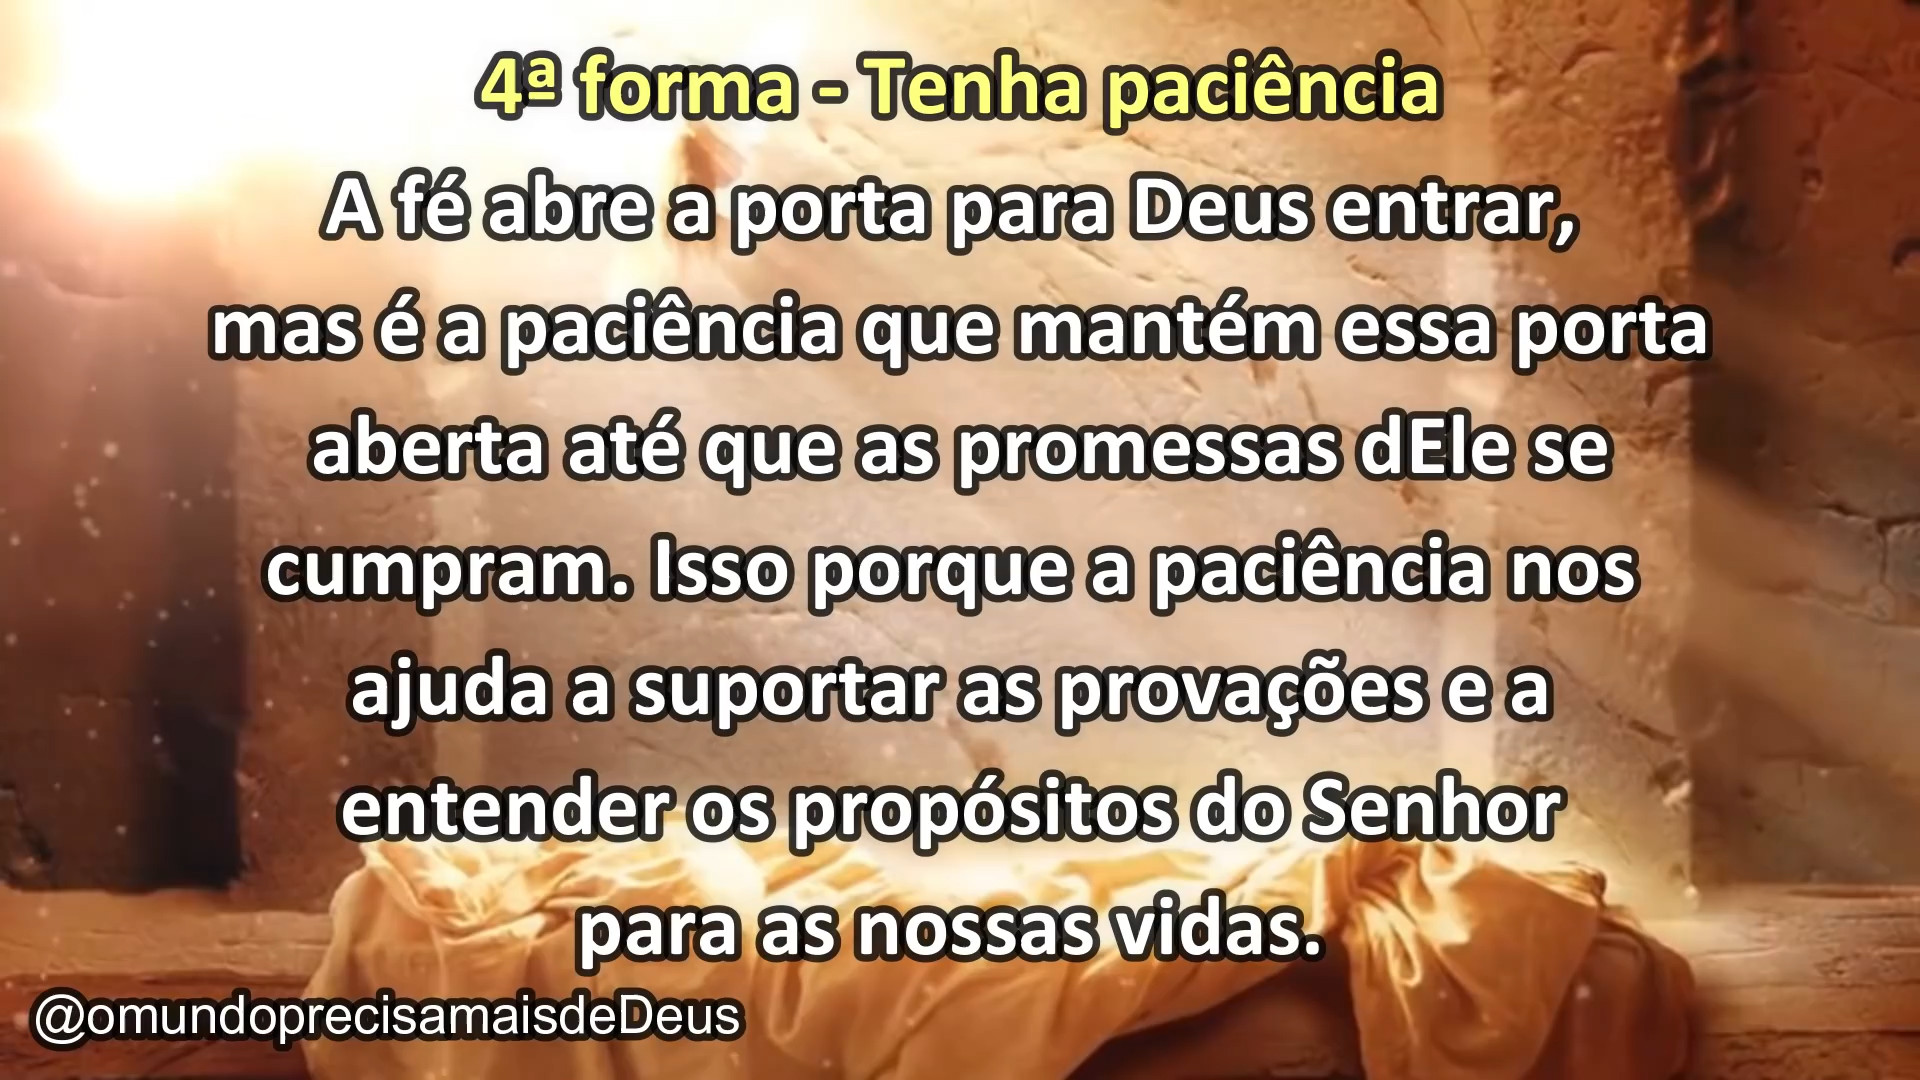 4ª forma - Tenha paciência
A fé abre a porta para Deus entrar,
mas é a paciência que mantém essa porta
aberta até que as promessas dEle se
cumpram. Isso porque a paciência nos
ajuda a suportar as provações e a
entender os propósitos do Senhor
para as nossas vidas.
@omundoprecisamaisdeDeus